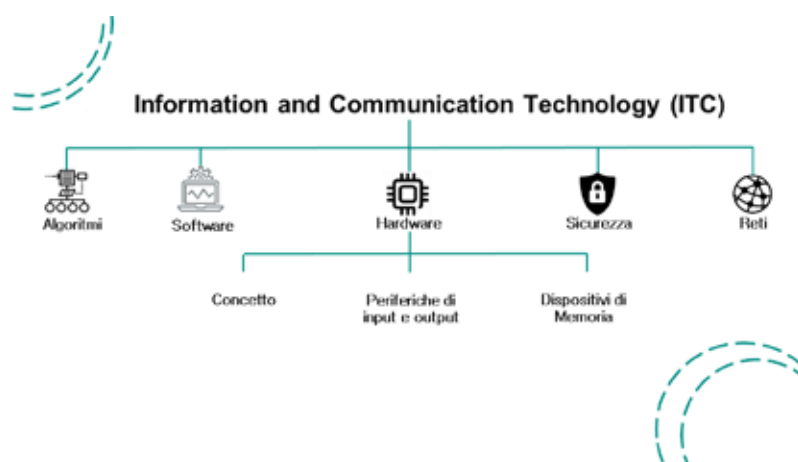 Information and Communication Technology (ITC)
Algoritmi
Software
Hardware
Sicurezza
Reti
Concetto
Periferiche di
input e output
Dispositivi di
Memoria